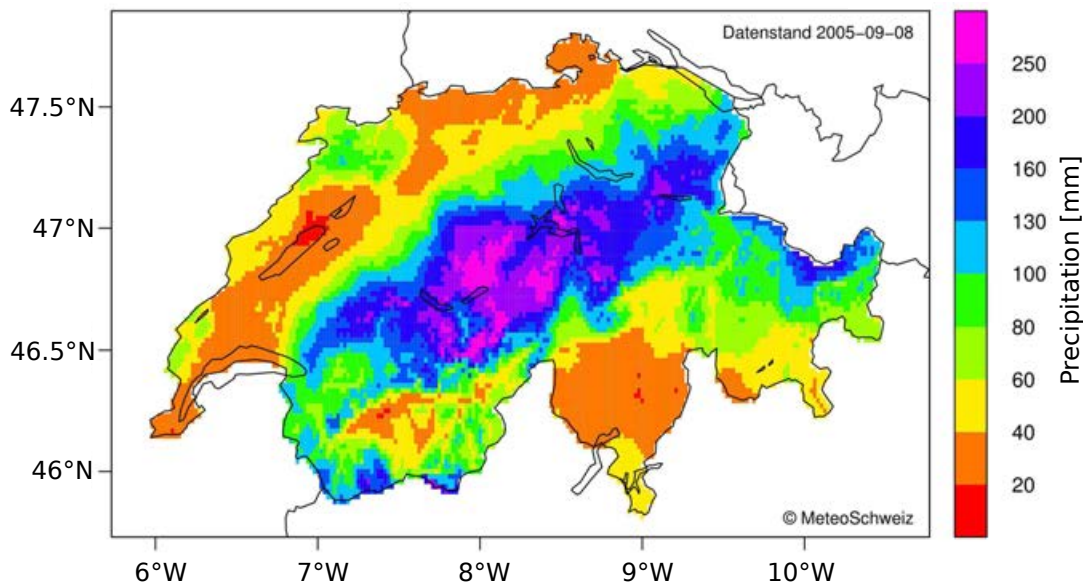 Datenstand 2005−09−08
47.5°N
47°N
46.5°N
46°N
6°W
7°W
8°W
9°W
10°W
© MeteoSchweiz
250
200
160
130
100
80
60
40
20
Precipitation [mm]